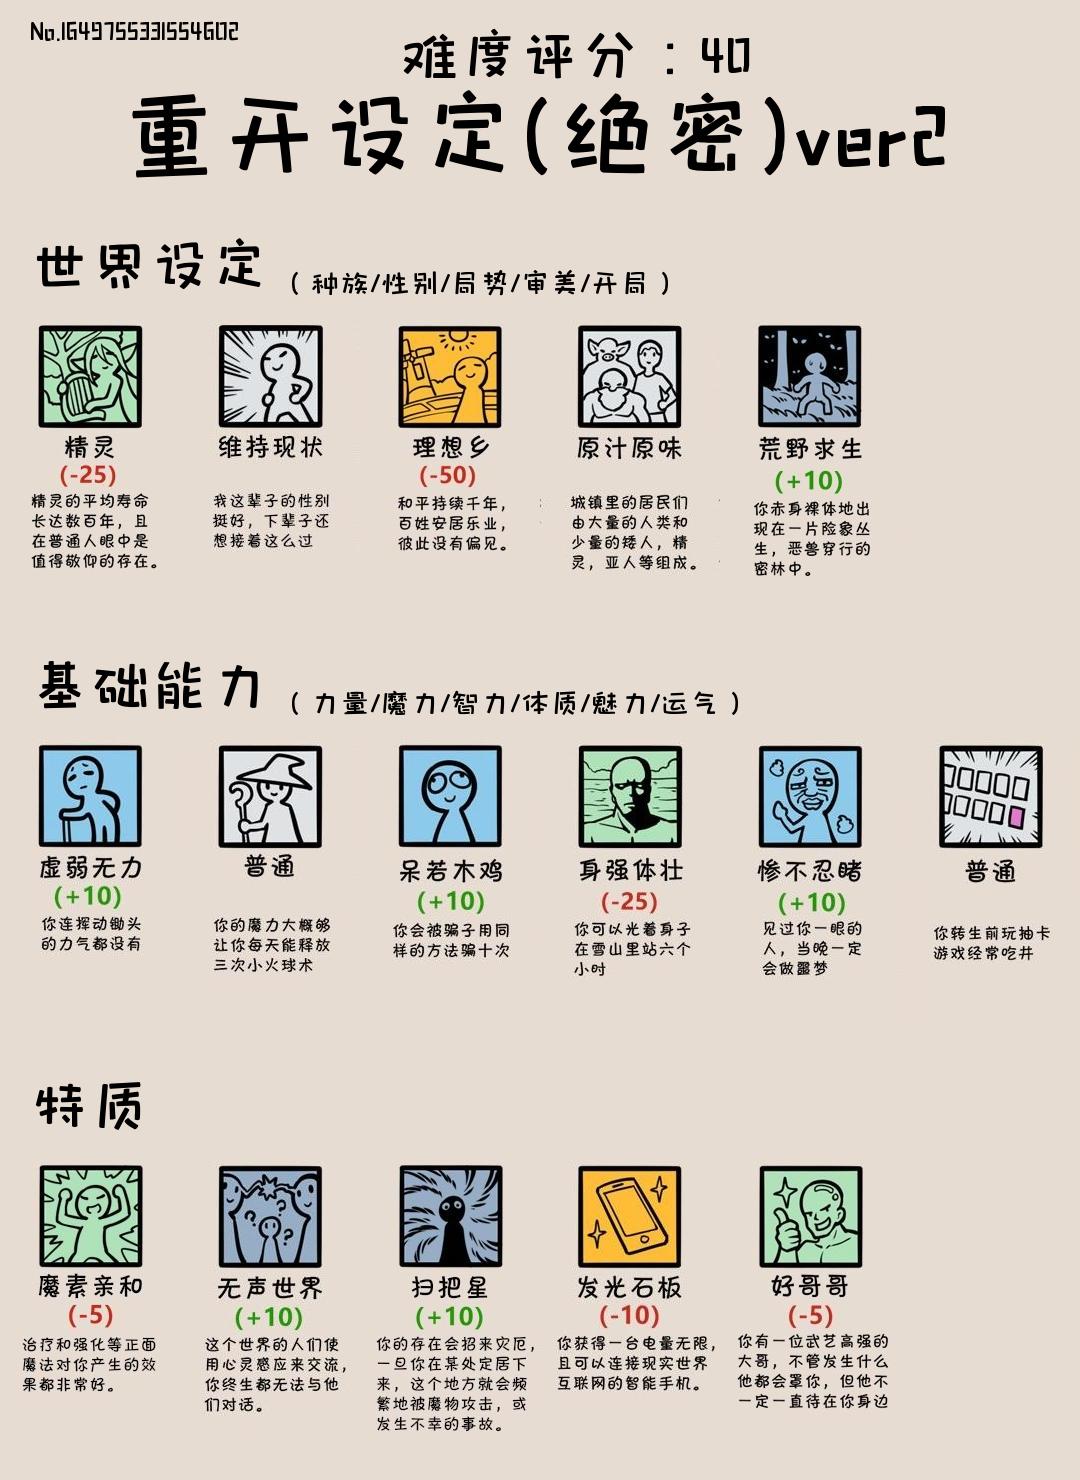 No.1649755331554602
难度评分：40
重开设定(绝密)ver2
世界设定 （种族/性别/局势/审美/开局）
精灵
(-25)
精灵的平均寿命
长达数百年，且
在普通人眼中是
值得敬仰的存在。
维持现状
我这辈子的性别
挺好，下辈子还
想接着这么过
理想乡
(-50)
和平持续千年，
百姓安居乐业，
彼此没有偏见。
原汁原味
城镇里的居民们
由大量的人类和
少量的矮人，精
灵，亚人等组成。
荒野求生
(+10)
你赤身裸体地出
现在一片险象丛
生，恶兽穿行的
密林中。
基础能力 （力量/魔力/智力/体质/魅力/运气）
虚弱无力
(+10)
你连挥动锄头
的力气都没有
普通
你的魔力大概够
让你每天能释放
三次小火球术
呆若木鸡
(+10)
你会被骗子用同
样的方法骗十次
身强体壮
(-25)
你可以光着身子
在雪山里站六个
小时
惨不忍睹
(+10)
见过你一眼的
人，当晚一定
会做噩梦
普通
你转生前玩抽卡
游戏经常吃井
特质
魔素亲和
(-5)
治疗和强化等正面
魔法对你产生的效
果都非常好。
无声世界
(+10)
这个世界的人们使
用心灵感应来交流，
你终生都无法与他
们对话。
扫把星
(+10)
你的存在会招来灾厄，
一旦你在某处定居下
来，这个地方就会频
繁地被魔物攻击，或
发生不幸的事故。
发光石板
(-10)
你获得一台电量无限，
且可以连接现实世界
互联网的智能手机。
好哥哥
(-5)
你有一位武艺高强的
大哥，不管发生什么
他都会罩你，但他不
一定一直待在你身边